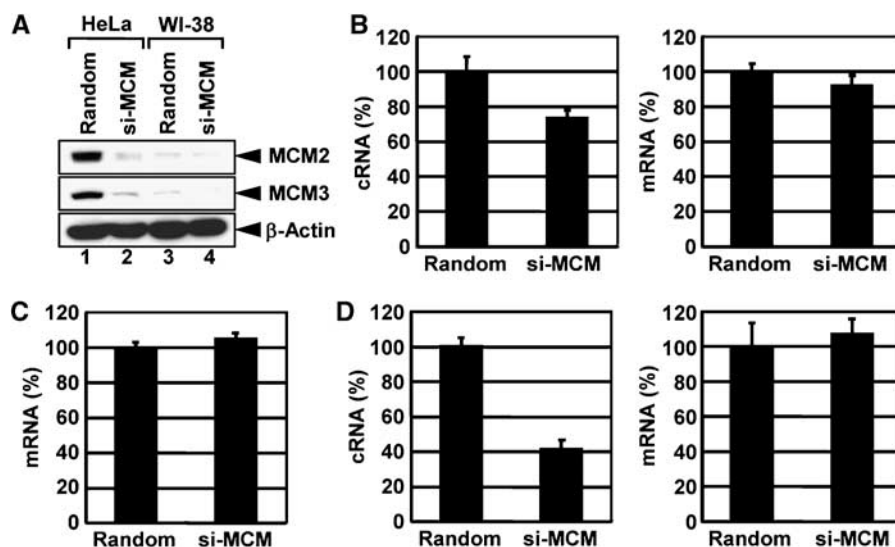 A
HeLa WI-38
Random si-MCM Random si-MCM
MCM2
MCM3
β-Actin
1 2 3 4
B
cRNA (%)
120
100
80
60
40
120
0
Random si-MCM
mRNA (%)
120
100
80
60
40
120
0
Random si-MCM
C
mRNA (%)
120
100
80
60
40
20
0
Random si-MCM
D
cRNA (%)
120
100
80
60
40
20
0
Random si-MCM
mRNA (%)
120
100
80
60
40
120
0
Random si-MCM